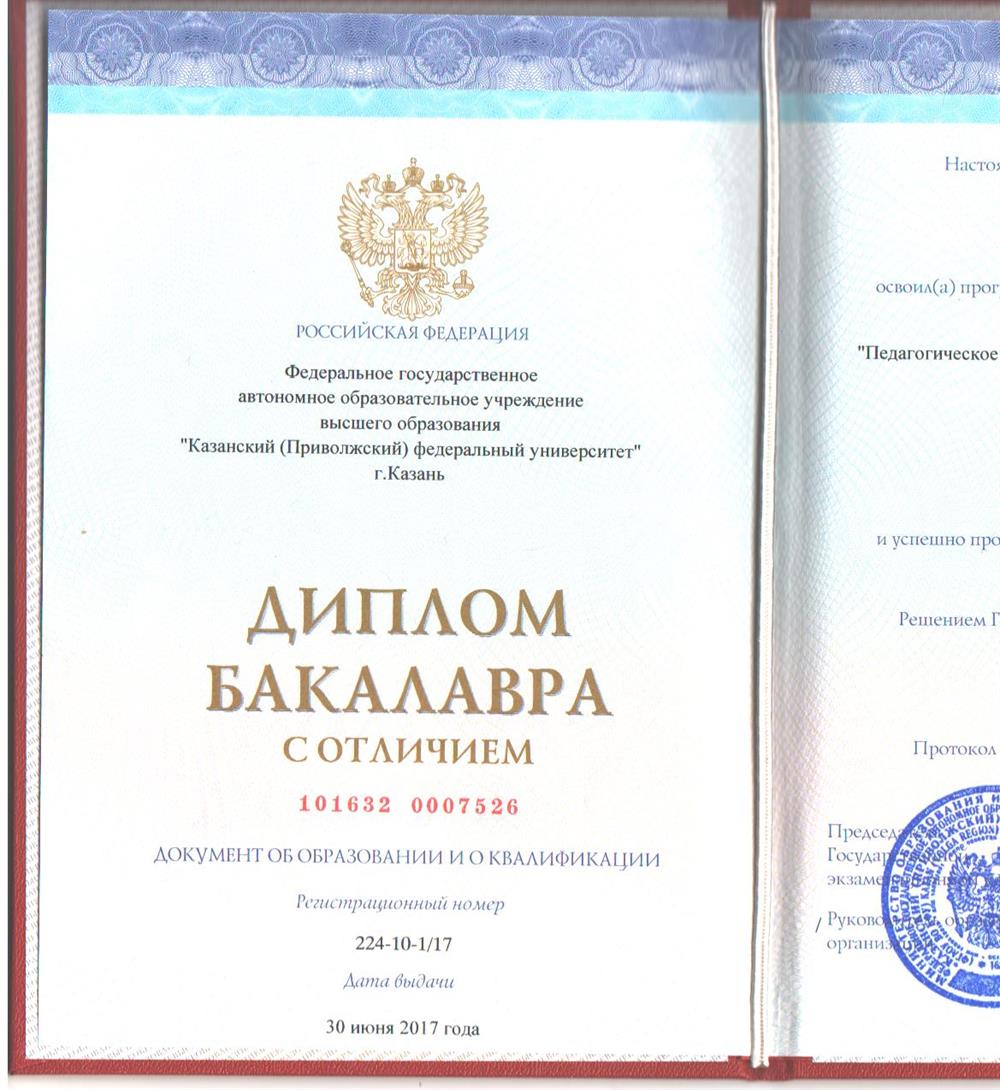 РОССИЙСКАЯ ФЕДЕРАЦИЯ
Федеральное государственное
автономное образовательное учреждение
высшего образования
"Казанский (Приволжский) федеральный университет"
г.Казань
ДИПЛОМ
БАКАЛАВРА
С ОТЛИЧИЕМ
101632 0007526
ДОКУМЕНТ ОБ ОБРАЗОВАНИИ И О КВАЛИФИКАЦИИ
Регистрационный номер
224-10-1/17
Дата выдачи
30 июня 2017 года
Настоя
освоил(а) прог
"Педагогическое
и успешно про
Решением Г
Протокол
Председа
Государ
экзаме
/ Руково
организ